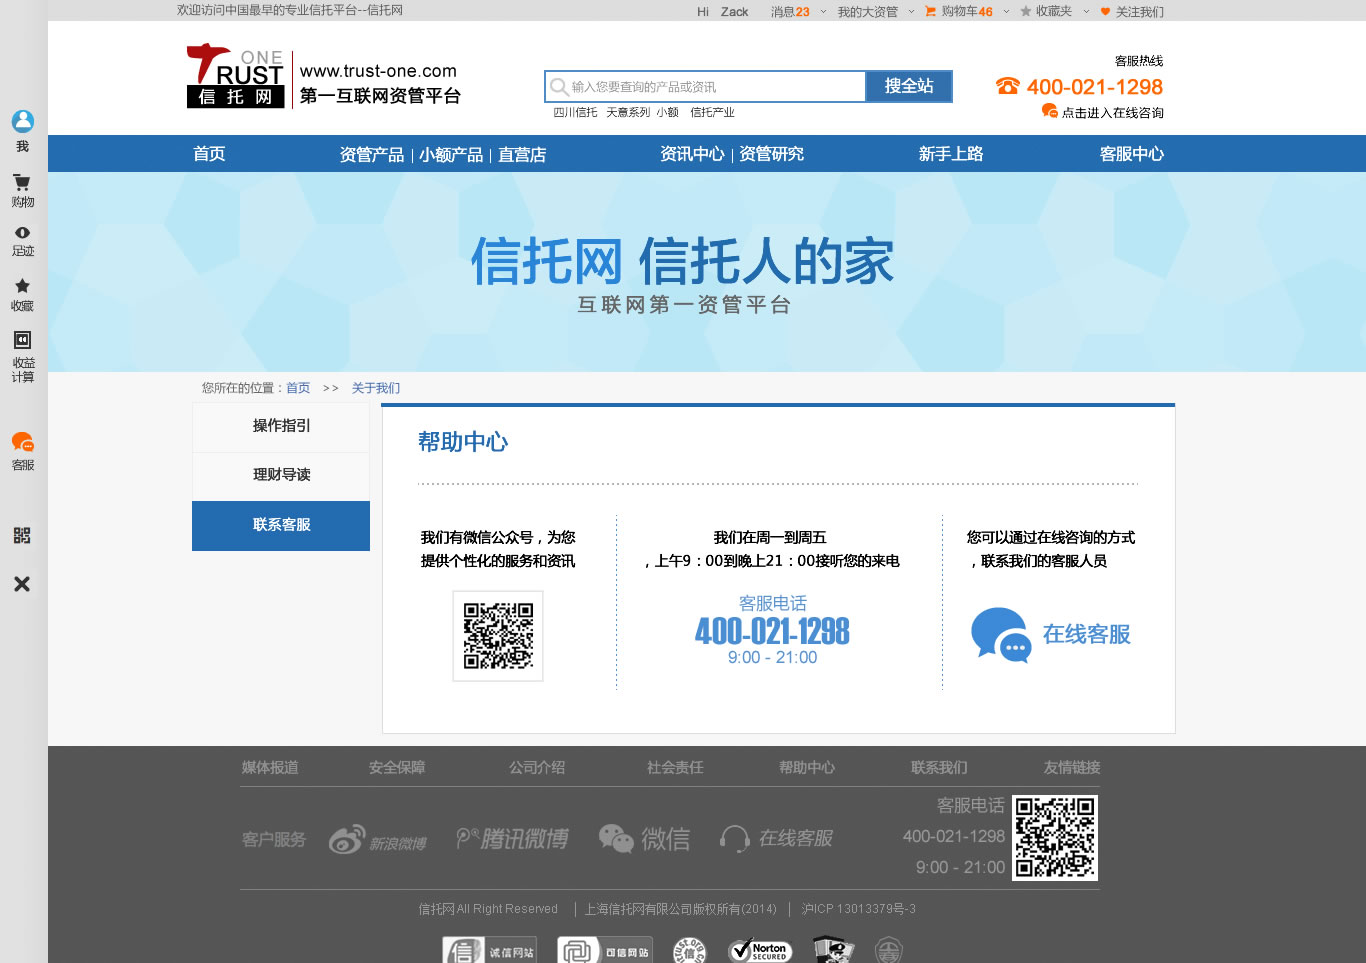 欢迎访问中国最早的专业信托平台--信托网
Hi Zack 消息23 我的大资管 购物车46 收藏夹 关注我们
ONE
TRUST
信托网
www.trust-one.com
第一互联网资管平台
输入您要查询的产品或资讯
搜全站
四川信托 天意系列 小额 信托产业
客服热线
400-021-1298
点击进入在线咨询
我
购物
足迹
收藏
收益
计算
客服
首页 资管产品 | 小额产品 | 直营店 资讯中心 | 资管研究 新手上路 客服中心
信托网 信托人的家
互联网第一资管平台
您所在的位置：首页 >> 关于我们
操作指引
理财导读
联系客服
帮助中心
我们有微信公众号，为您
提供个性化的服务和资讯
我们在周一到周五
，上午9：00到晚上21：00接听您的来电
客服电话
400-021-1298
9:00 - 21:00
您可以通过在线咨询的方式
，联系我们的客服人员
在线客服
媒体报道 安全保障 公司介绍 社会责任 帮助中心 联系我们 友情链接
客户服务 新浪微博 腾讯微博 微信 在线客服
客服电话
400-021-1298
9:00 - 21:00
信托网 All Right Reserved | 上海信托网有限公司版权所有(2014) | 沪ICP 13013379号-3
信 诚信网站 可信网站 trust.org 信 Norton
SECURED